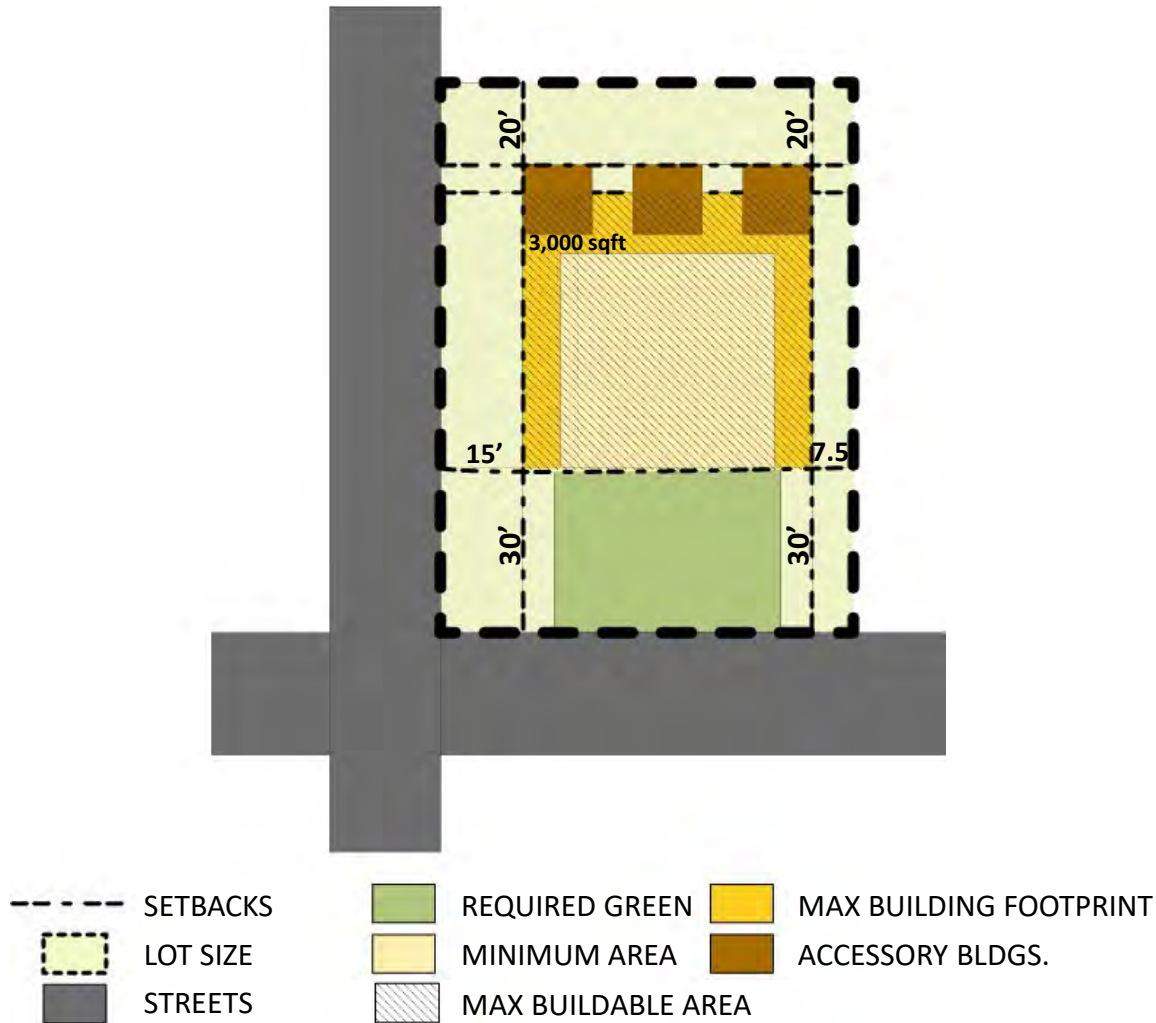 20’
20’
3,000 sqft
15’
7.5
30’
30’
SETBACKS
REQUIRED GREEN
MAX BUILDING FOOTPRINT
LOT SIZE
MINIMUM AREA
ACCESSORY BLDGS.
STREETS
MAX BUILDABLE AREA